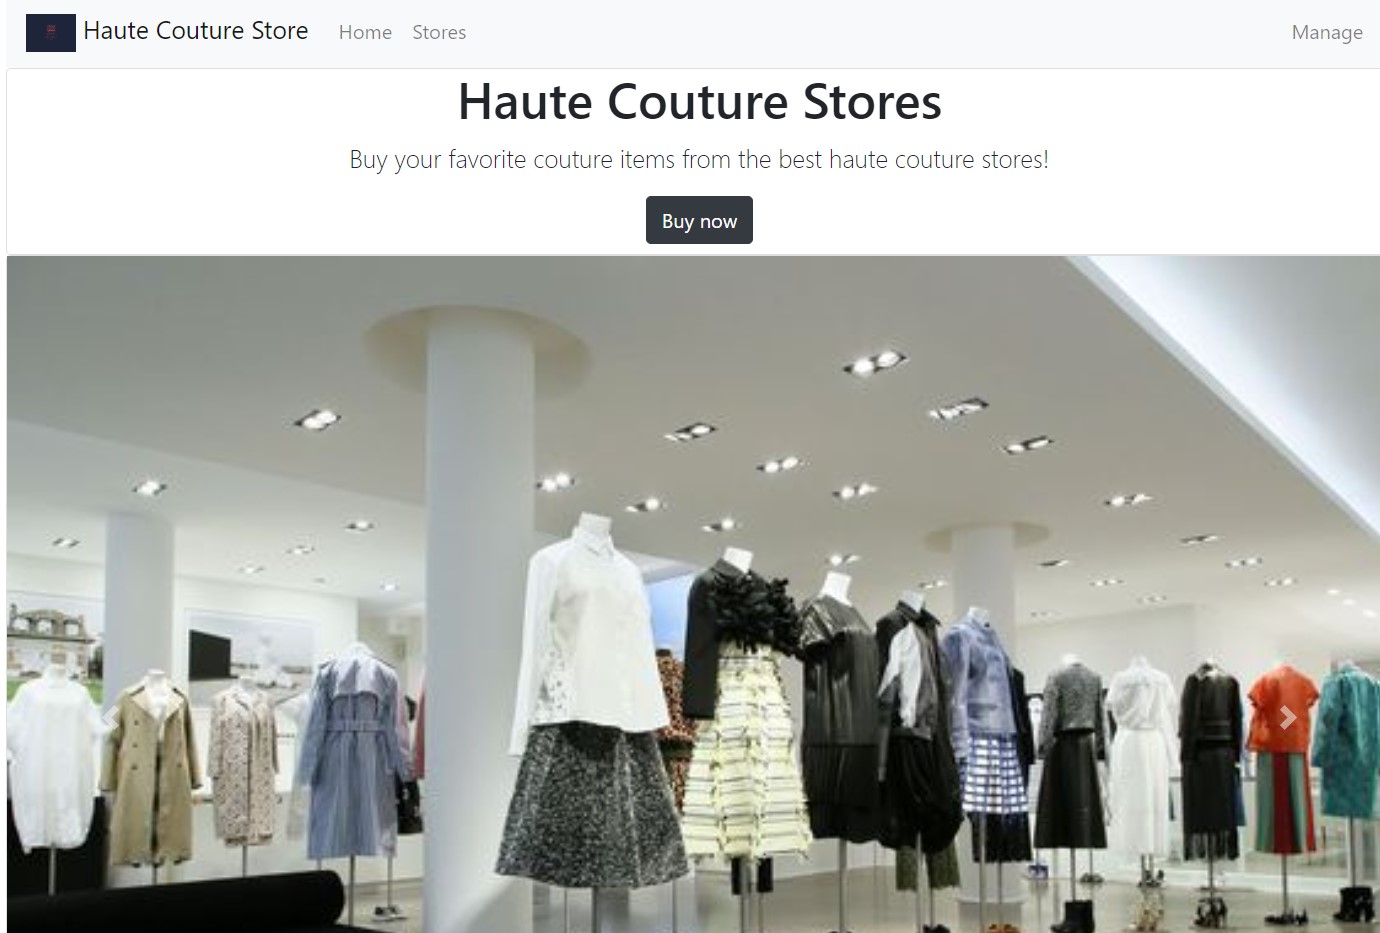 Haute Couture Store
Home
Stores
Manage
Haute Couture Stores
Buy your favorite couture items from the best haute couture stores!
Buy now